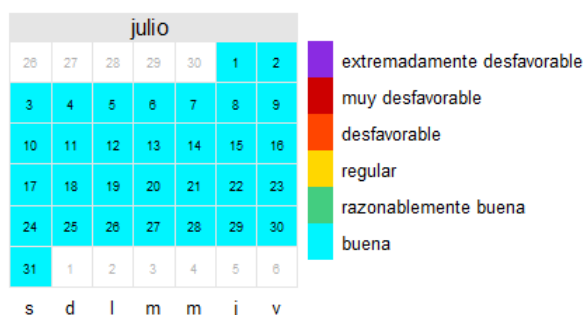 julio
26 27 28 29 30 1 2
3 4 5 6 7 8 9
10 11 12 13 14 15 16
17 18 19 20 21 22 23
24 25 26 27 28 29 30
31 1 2 3 4 5 6
s d l m m j v
extremadamente desfavorable
muy desfavorable
desfavorable
regular
razonablemente buena
buena